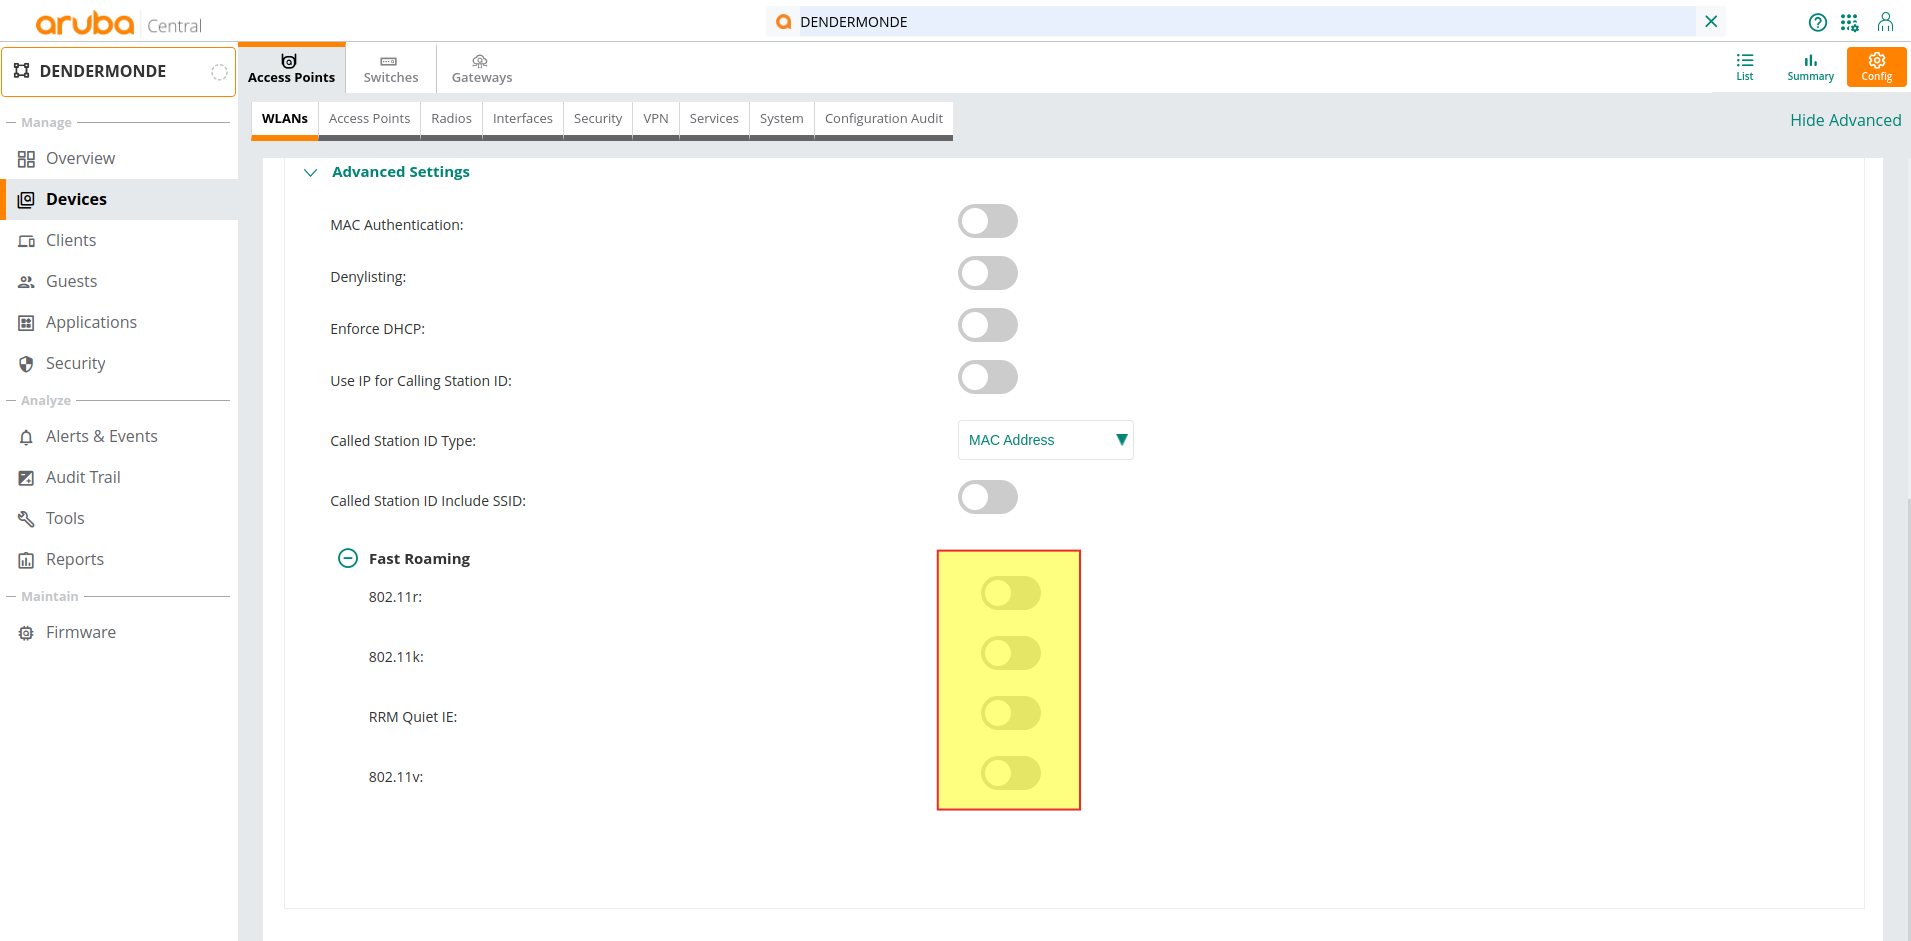 aruba Central
DENDERMONDE
DENDERMONDE
Access Points
Switches
Gateways
List
Summary
Config
Manage
Overview
Devices
Clients
Guests
Applications
Security
Analyze
Alerts & Events
Audit Trail
Tools
Reports
Maintain
Firmware
WLANs
Access Points
Radios
Interfaces
Security
VPN
Services
System
Configuration Audit
Hide Advanced
Advanced Settings
MAC Authentication:
Denylisting:
Enforce DHCP:
Use IP for Calling Station ID:
Called Station ID Type:
MAC Address
Called Station ID Include SSID:
Fast Roaming
802.11r:
802.11k:
RRM Quiet IE:
802.11v: